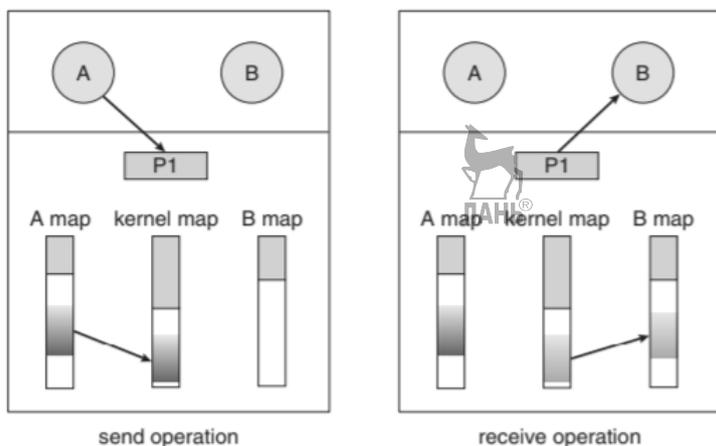 A
B
P1
A map
kernel map
B map
send operation
A
B
P1
ЛАНЬ®
A map
kernel map
B map
receive operation